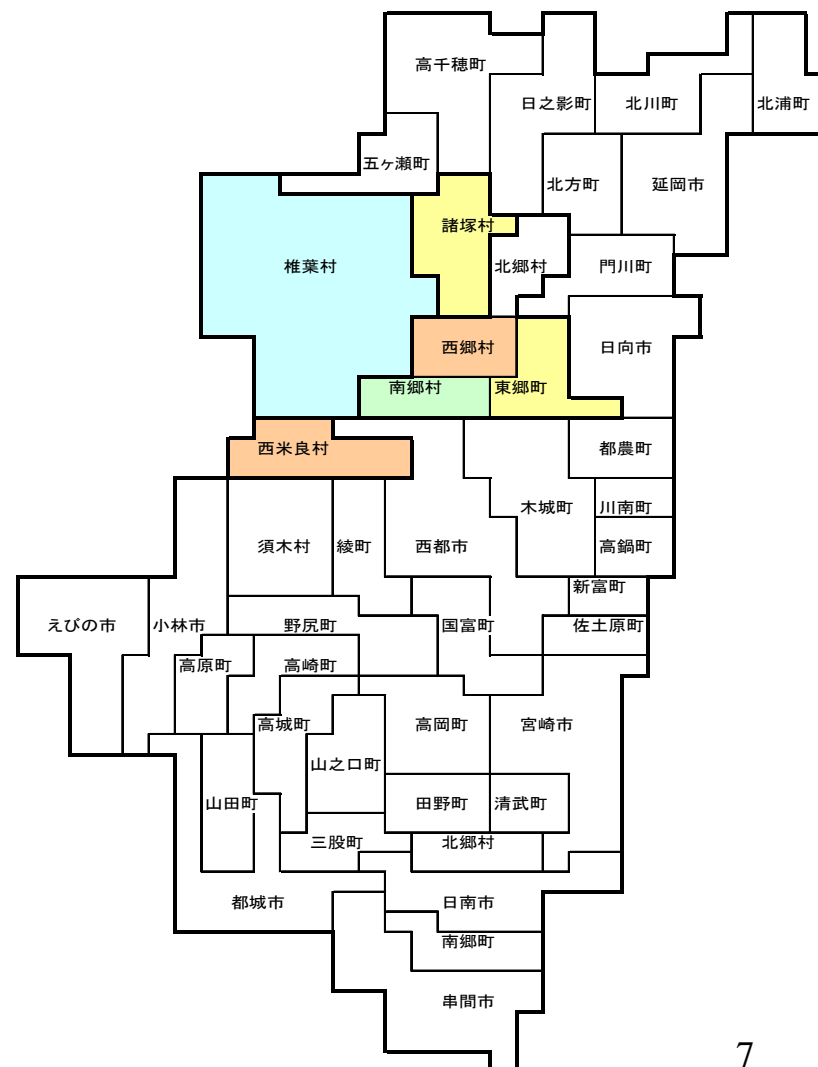 高千穂町
日之影町
北川町
北浦町
五ヶ瀬町
北方町
延岡市
諸塚村
椎葉村
北郷村
門川町
西郷村
日向市
南郷村
東郷町
西米良村
都農町
木城町
川南町
須木村
綾町
西都市
高鍋町
新富町
えびの市
小林市
野尻町
国富町
佐土原町
高原町
高崎町
高城町
高岡町
宮崎市
山之口町
山田町
田野町
清武町
三股町
北郷村
都城市
日南市
南郷町
串間市
7